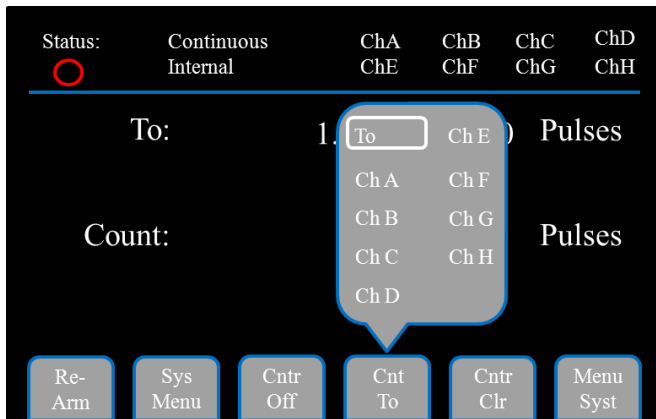 Status: Continuous ChA ChB ChC ChD
Internal ChE ChF ChG ChH
To: 1. Pulses
To Ch E
Ch A Ch F
Ch B Ch G
Count: Pulses
Ch C Ch H
Ch D
Re-Arm Sys Menu Cntr Off Cnt To Cntr Clr Menu Syst